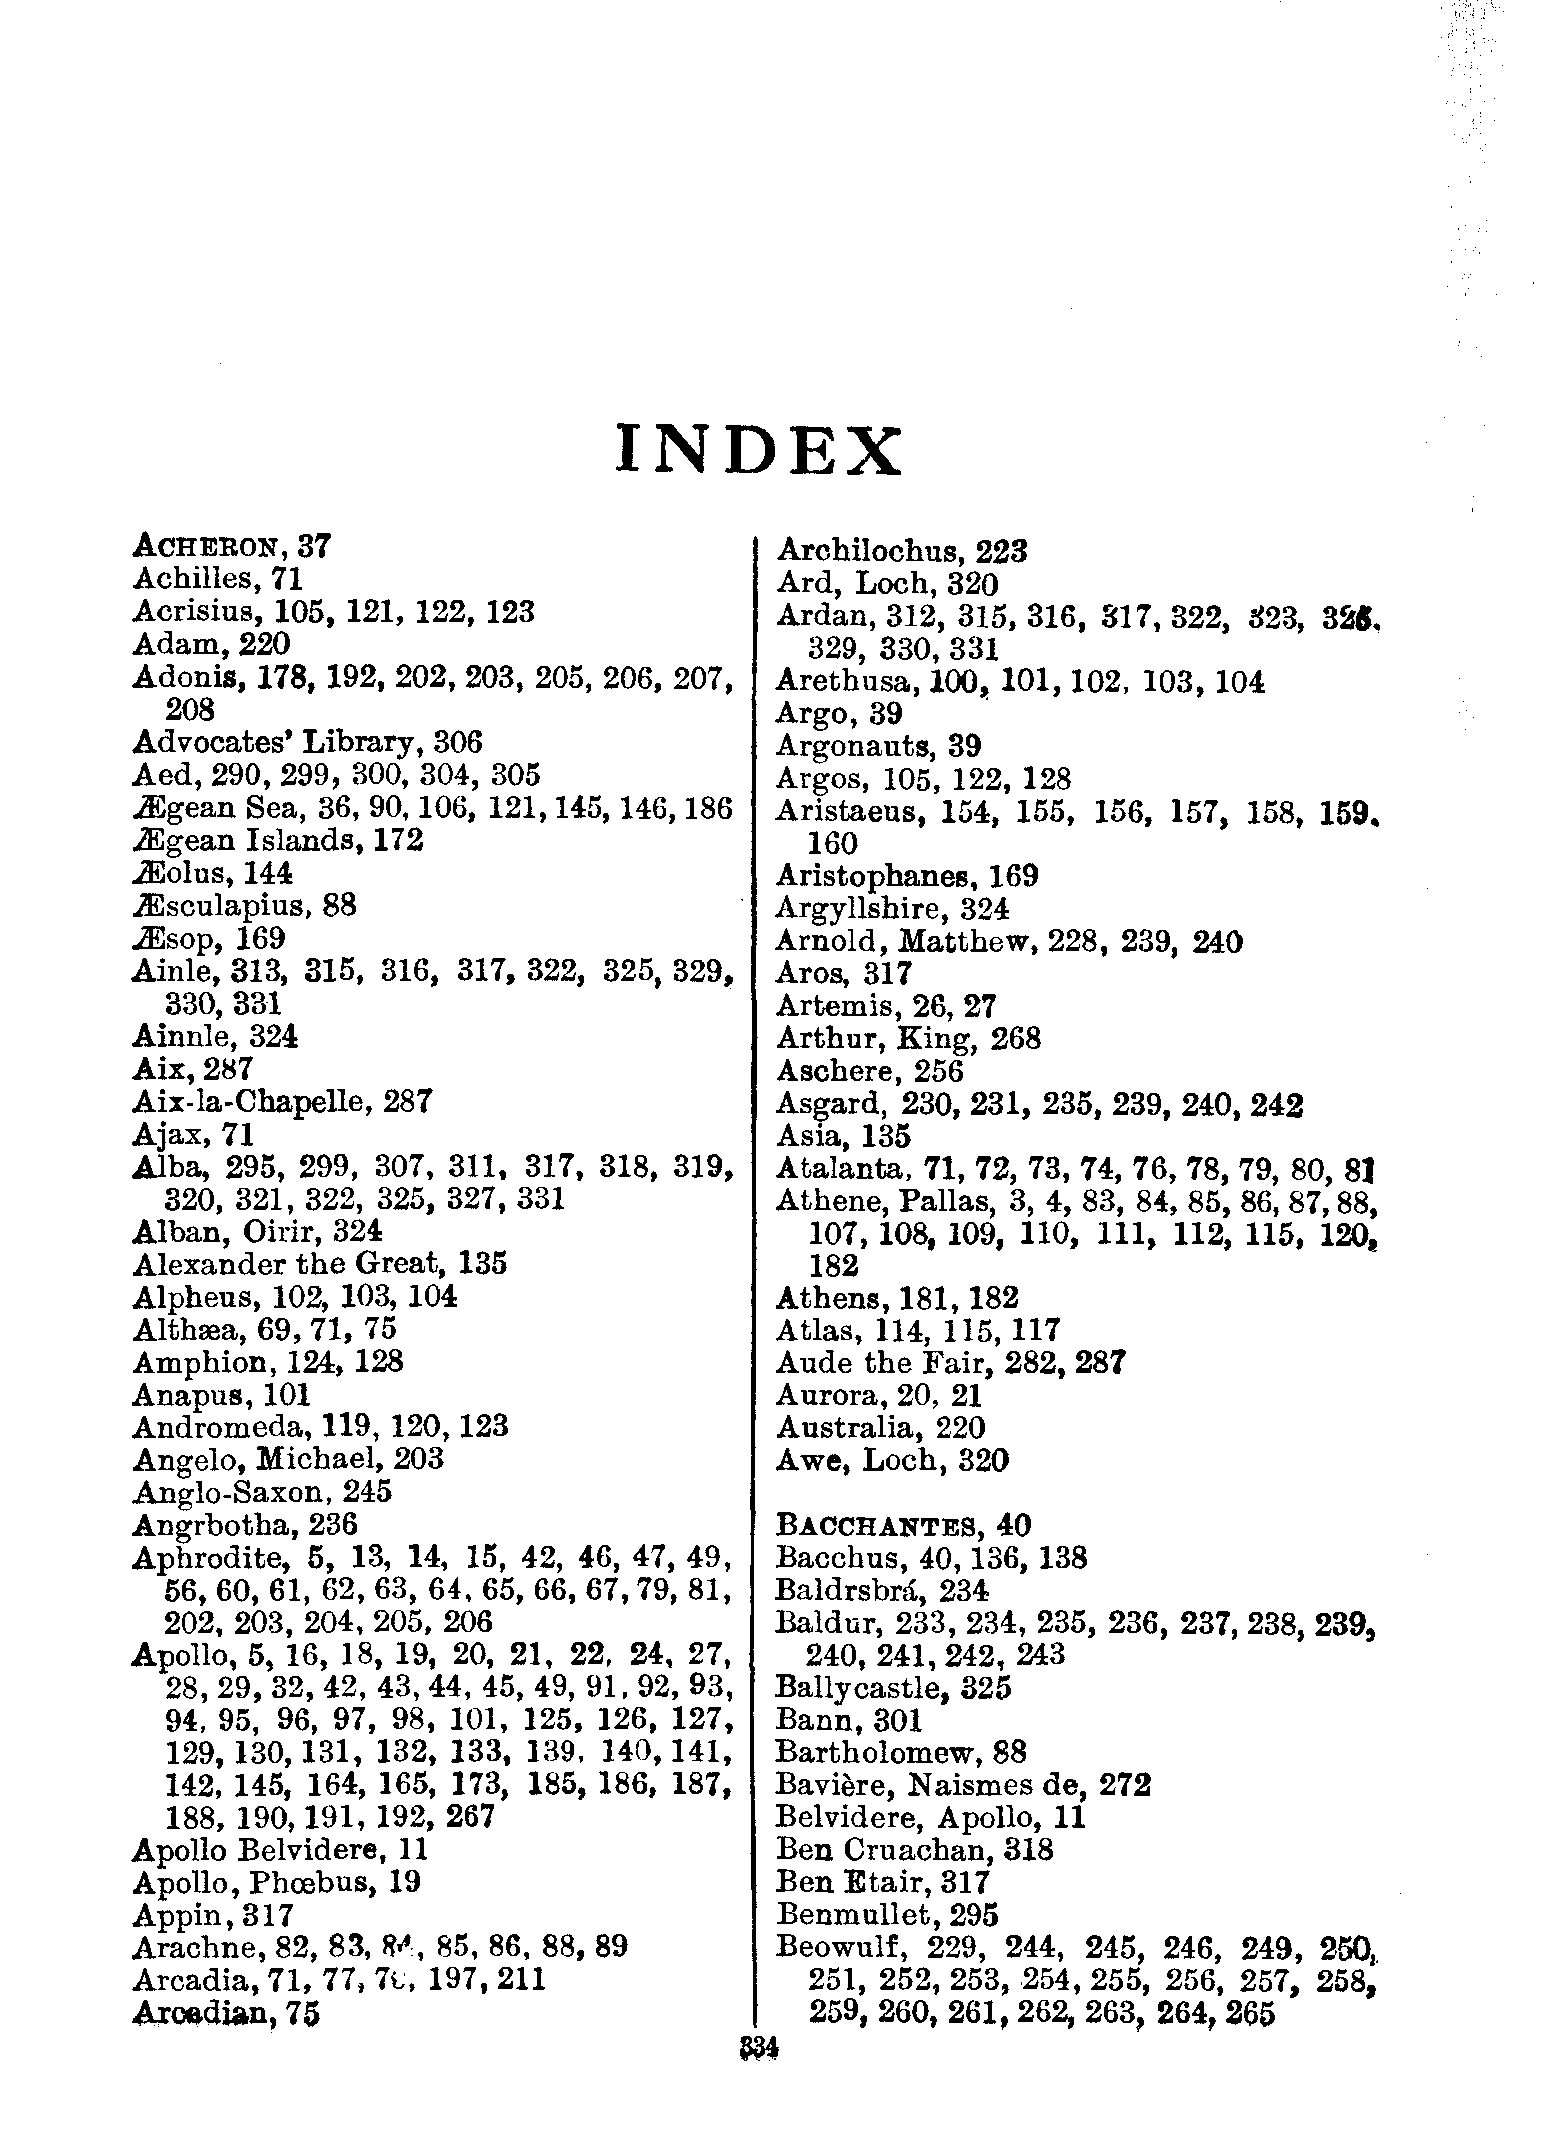 INDEX
ACHERON, 37
Achilles, 71
Acrisius, 105, 121, 122, 123
Adam, 220
Adonis, 178, 192, 202, 203, 205, 206, 207,
208
Advocates' Library, 306
Aed, 290, 299, 300, 304, 305
Ægean Sea, 36, 90, 106, 121, 145, 146, 186
Ægean Islands, 172
Æolus, 144
Æsculapius, 88
Æsop, 169
Ainle, 313, 315, 316, 317, 322, 325, 329,
330, 331
Ainnle, 324
Aix, 287
Aix-la-Chapelle, 287
Ajax, 71
Alba, 295, 299, 307, 311, 317, 318, 319,
320, 321, 322, 325, 327, 331
Alban, Oirir, 324
Alexander the Great, 135
Alpheus, 102, 103, 104
Althæa, 69, 71, 75
Amphion, 124, 128
Anapus, 101
Andromeda, 119, 120, 123
Angelo, Michael, 203
Anglo-Saxon, 245
Angrbotha, 236
Aphrodite, 5, 13, 14, 15, 42, 46, 47, 49,
56, 60, 61, 62, 63, 64, 65, 66, 67, 79, 81,
202, 203, 204, 205, 206
Apollo, 5, 16, 18, 19, 20, 21, 22, 24, 27,
28, 29, 32, 42, 43, 44, 45, 49, 91, 92, 93,
94, 95, 96, 97, 98, 101, 125, 126, 127,
129, 130, 131, 132, 133, 139, 140, 141,
142, 145, 164, 165, 173, 185, 186, 187,
188, 190, 191, 192, 267
Apollo Belvidere, 11
Apollo, Phœbus, 19
Appin, 317
Arachne, 82, 83, 84, 85, 86, 88, 89
Arcadia, 71, 77, 197, 211
Arcadian, 75
Archilochus, 223
Ard, Loch, 320
Ardan, 312, 315, 316, 317, 322, 323,
329, 330, 331
Arethusa, 100, 101, 102, 103, 104
Argo, 39
Argonauts, 39
Argos, 105, 122, 128
Aristaeus, 154, 155, 156, 157, 158, 159,
160
Aristophanes, 169
Argyllshire, 324
Arnold, Matthew, 228, 239, 240
Aros, 317
Artemis, 26, 27
Arthur, King, 268
Aschere, 256
Asgard, 230, 231, 235, 239, 240, 242
Asia, 135
Atalanta, 71, 72, 73, 74, 76, 78, 79, 80, 81
Athene, Pallas, 3, 4, 83, 84, 85, 86, 87, 88,
107, 108, 109, 110, 111, 112, 115, 120,
182
Athens, 181, 182
Atlas, 114, 115, 117
Aude the Fair, 282, 287
Aurora, 20, 21
Australia, 220
Awe, Loch, 320
BACCHANTES, 40
Bacchus, 40, 136, 138
Baldrsbrá, 234
Baldur, 233, 234, 235, 236, 237, 238, 239,
240, 241, 242, 243
Ballycastle, 325
Bann, 301
Bartholomew, 88
Bavière, Naismes de, 272
Belvidere, Apollo, 11
Ben Cruachan, 318
Ben Etair, 317
Benmullet, 295
Beowulf, 229, 244, 245, 246, 249, 250,
251, 252, 253, 254, 255, 256, 257, 258,
259, 260, 261, 262, 263, 264, 265
334